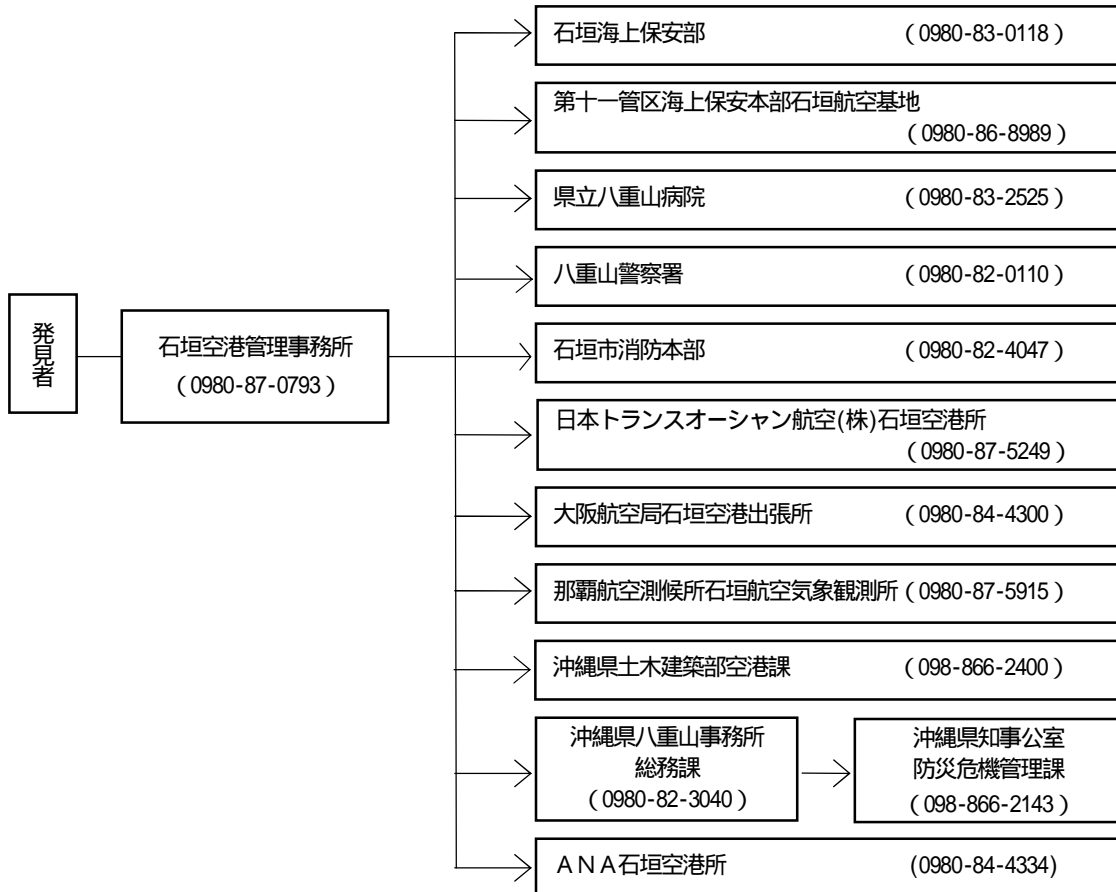 発見者
石垣空港管理事務所
（0980-87-0793）
石垣海上保安部 （0980-83-0118）
第十一管区海上保安本部石垣航空基地
（0980-86-8989）
県立八重山病院 （0980-83-2525）
八重山警察署 （0980-82-0110）
石垣市消防本部 （0980-82-4047）
日本トランスオーシャン航空(株)石垣空港所
（0980-87-5249）
大阪航空局石垣空港出張所 （0980-84-4300）
那覇航空測候所石垣航空気象観測所（0980-87-5915）
沖縄県土木建築部空港課 （098-866-2400）
沖縄県八重山事務所
総務課
（0980-82-3040）
沖縄県知事公室
防災危機管理課
（098-866-2143）
ＡＮＡ石垣空港所 (0980-84-4334)